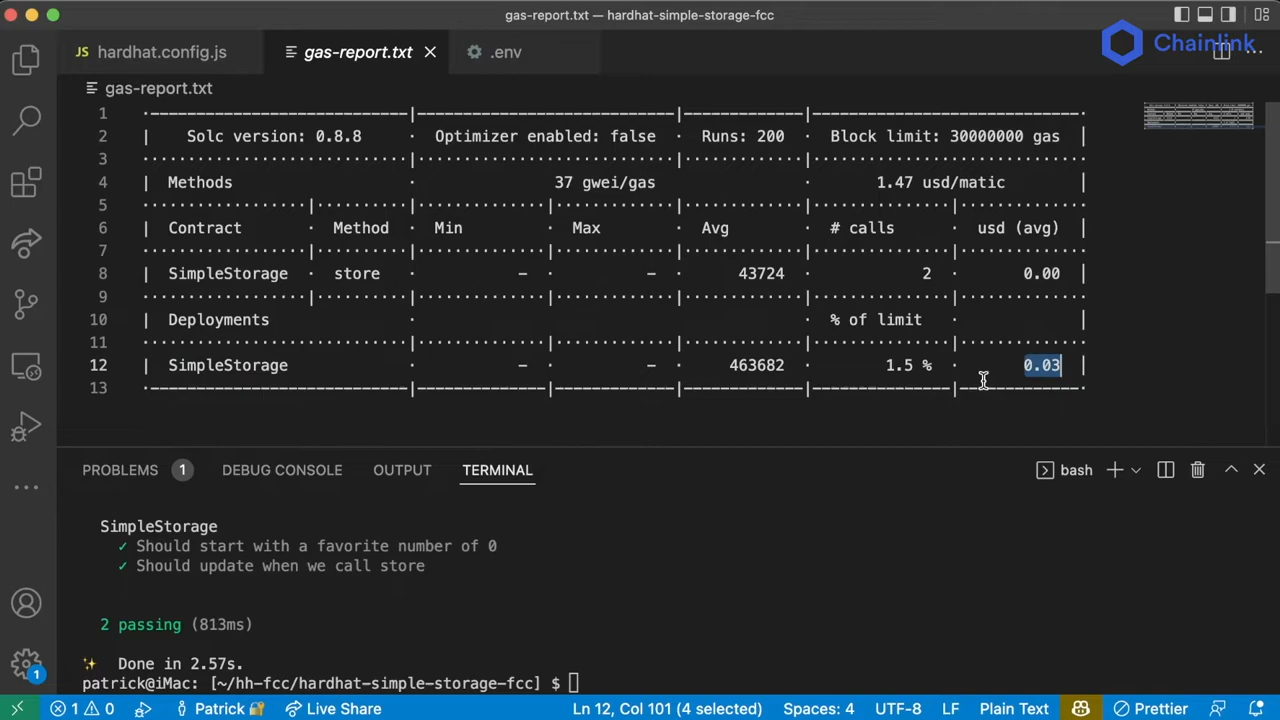 gas-report.txt — hardhat-simple-storage-fcc
Chainlink
JS hardhat.config.js gas-report.txt .env
gas-report.txt
1
2 | Solc version: 0.8.8 · Optimizer enabled: false · Runs: 200 · Block limit: 30000000 gas |
3
4 | Methods · 37 gwei/gas · 1.47 usd/matic |
5
6 | Contract · Method · Min · Max · Avg · # calls · usd (avg) |
7
8 | SimpleStorage · store · – · – · 43724 · 2 · 0.00 |
9
10 | Deployments · · % of limit · |
11
12 | SimpleStorage · – · – · 463682 · 1.5 % · 0.03 |
13
PROBLEMS 1 DEBUG CONSOLE OUTPUT TERMINAL bash
SimpleStorage
✓ Should start with a favorite number of 0
✓ Should update when we call store
2 passing (813ms)
✨ Done in 2.57s.
patrick@iMac: [~/hh-fcc/hardhat-simple-storage-fcc] $
1
1 0 Patrick Live Share Ln 12, Col 101 (4 selected) Spaces: 4 UTF-8 LF Plain Text Prettier